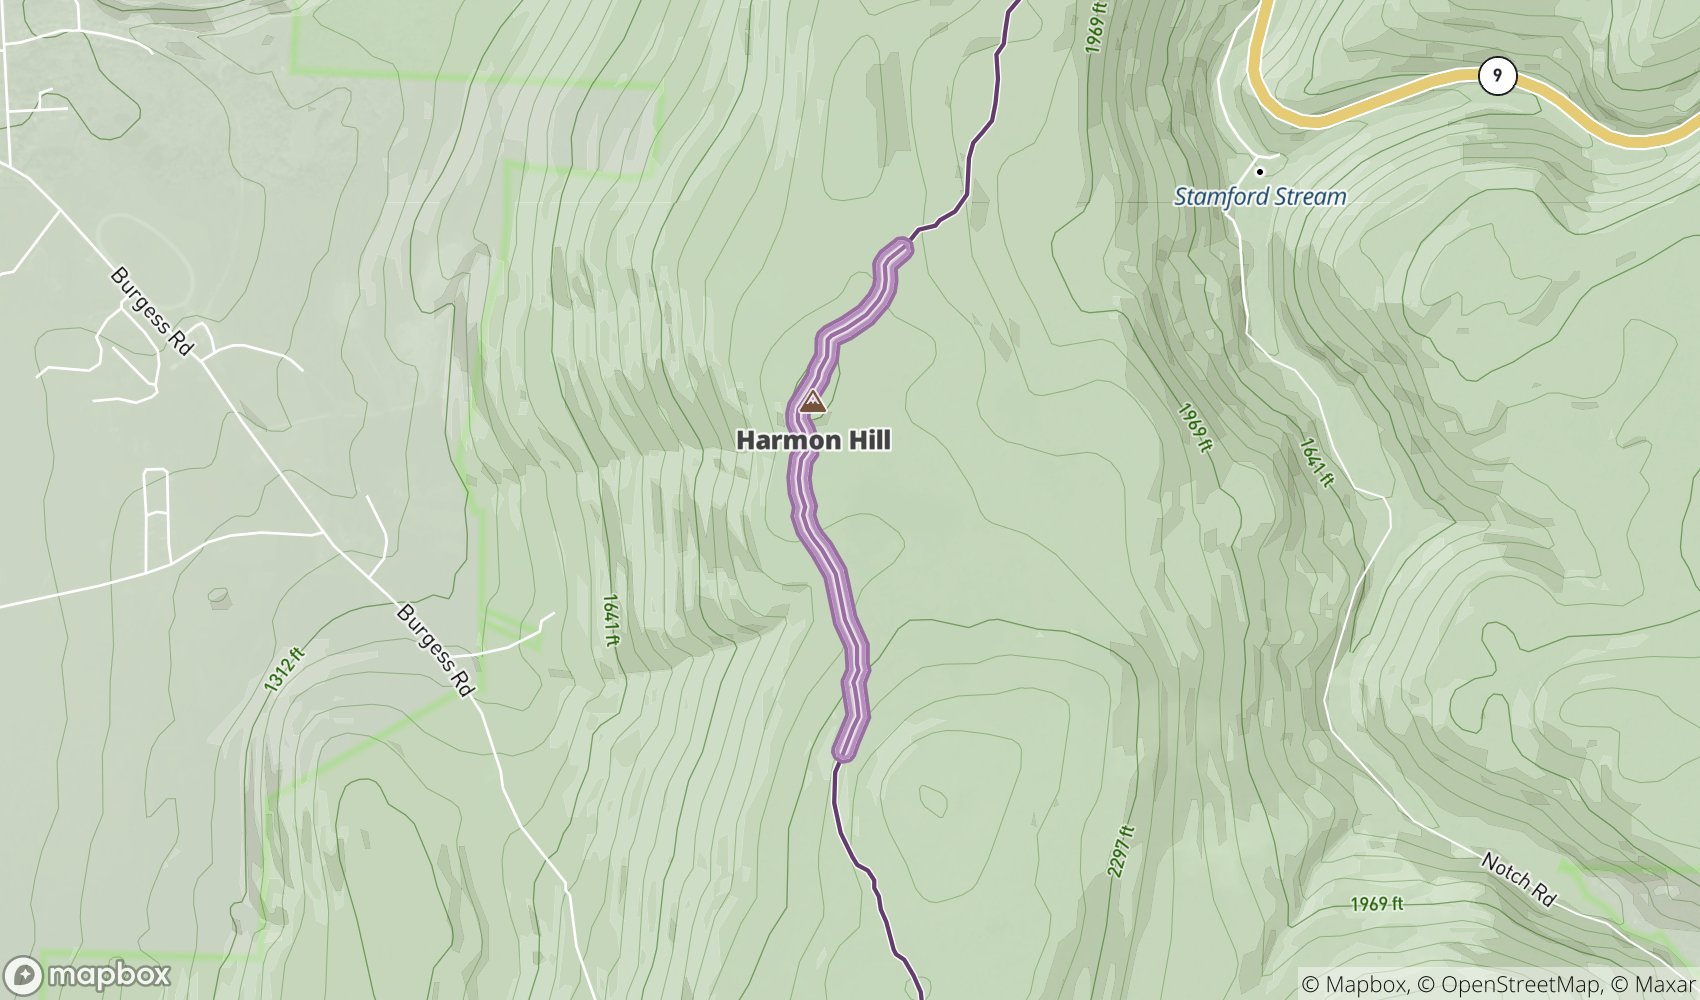 1969 ft
9
Stamford Stream
Burgess Rd
1969 ft
1641 ft
Harmon Hill
1641 ft
Burgess Rd
1312 ft
2297 ft
Notch Rd
1969 ft
mapbox
© Mapbox, © OpenStreetMap, © Maxar